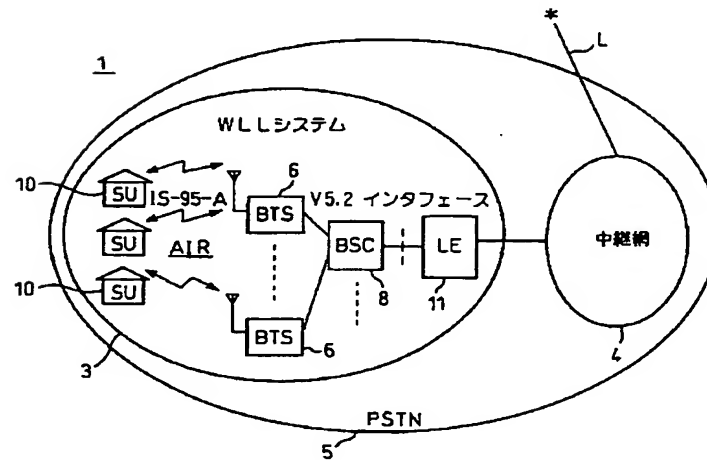 *
L
1
WLLシステム
10
SU
IS-95-A
6
BTS
V5.2 インタフェース
SU
AIR
BSC
LE
中継網
10
SU
8
11
BTS
6
3
4
PSTN
5